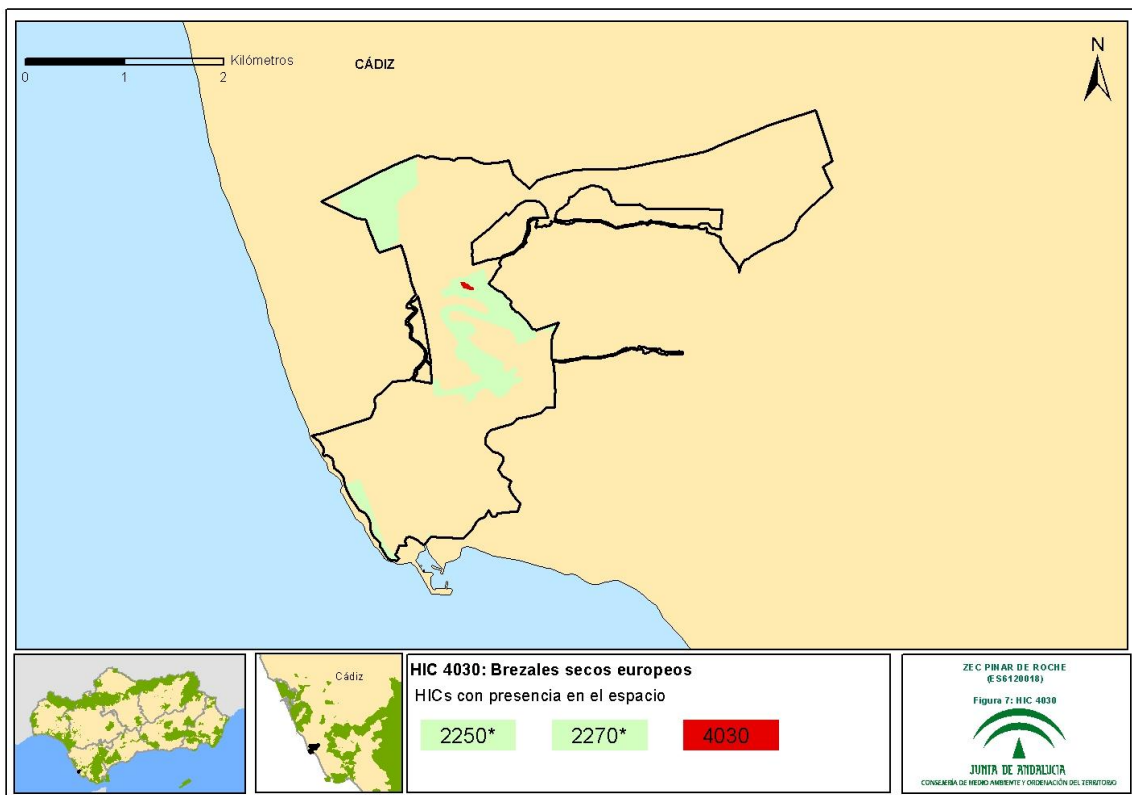 Kilómetros
0 1 2
CÁDIZ
N
Cádiz
HIC 4030: Brezales secos europeos
HICs con presencia en el espacio
2250*
2270*
4030
ZEC PINAR DE ROCHE
(ES6120018)
Figura 7: HIC 4030
JUNTA DE ANDALUCIA
CONSEJERÍA DE MEDIO AMBIENTE Y ORDENACIÓN DEL TERRITORIO